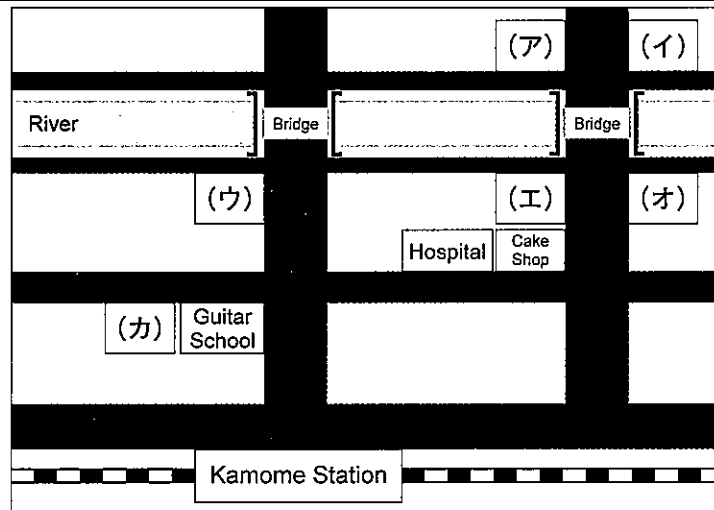 (ア)
(イ)
River
Bridge
Bridge
(ウ)
(エ)
(オ)
Hospital
Cake
Shop
(カ)
Guitar
School
Kamome Station